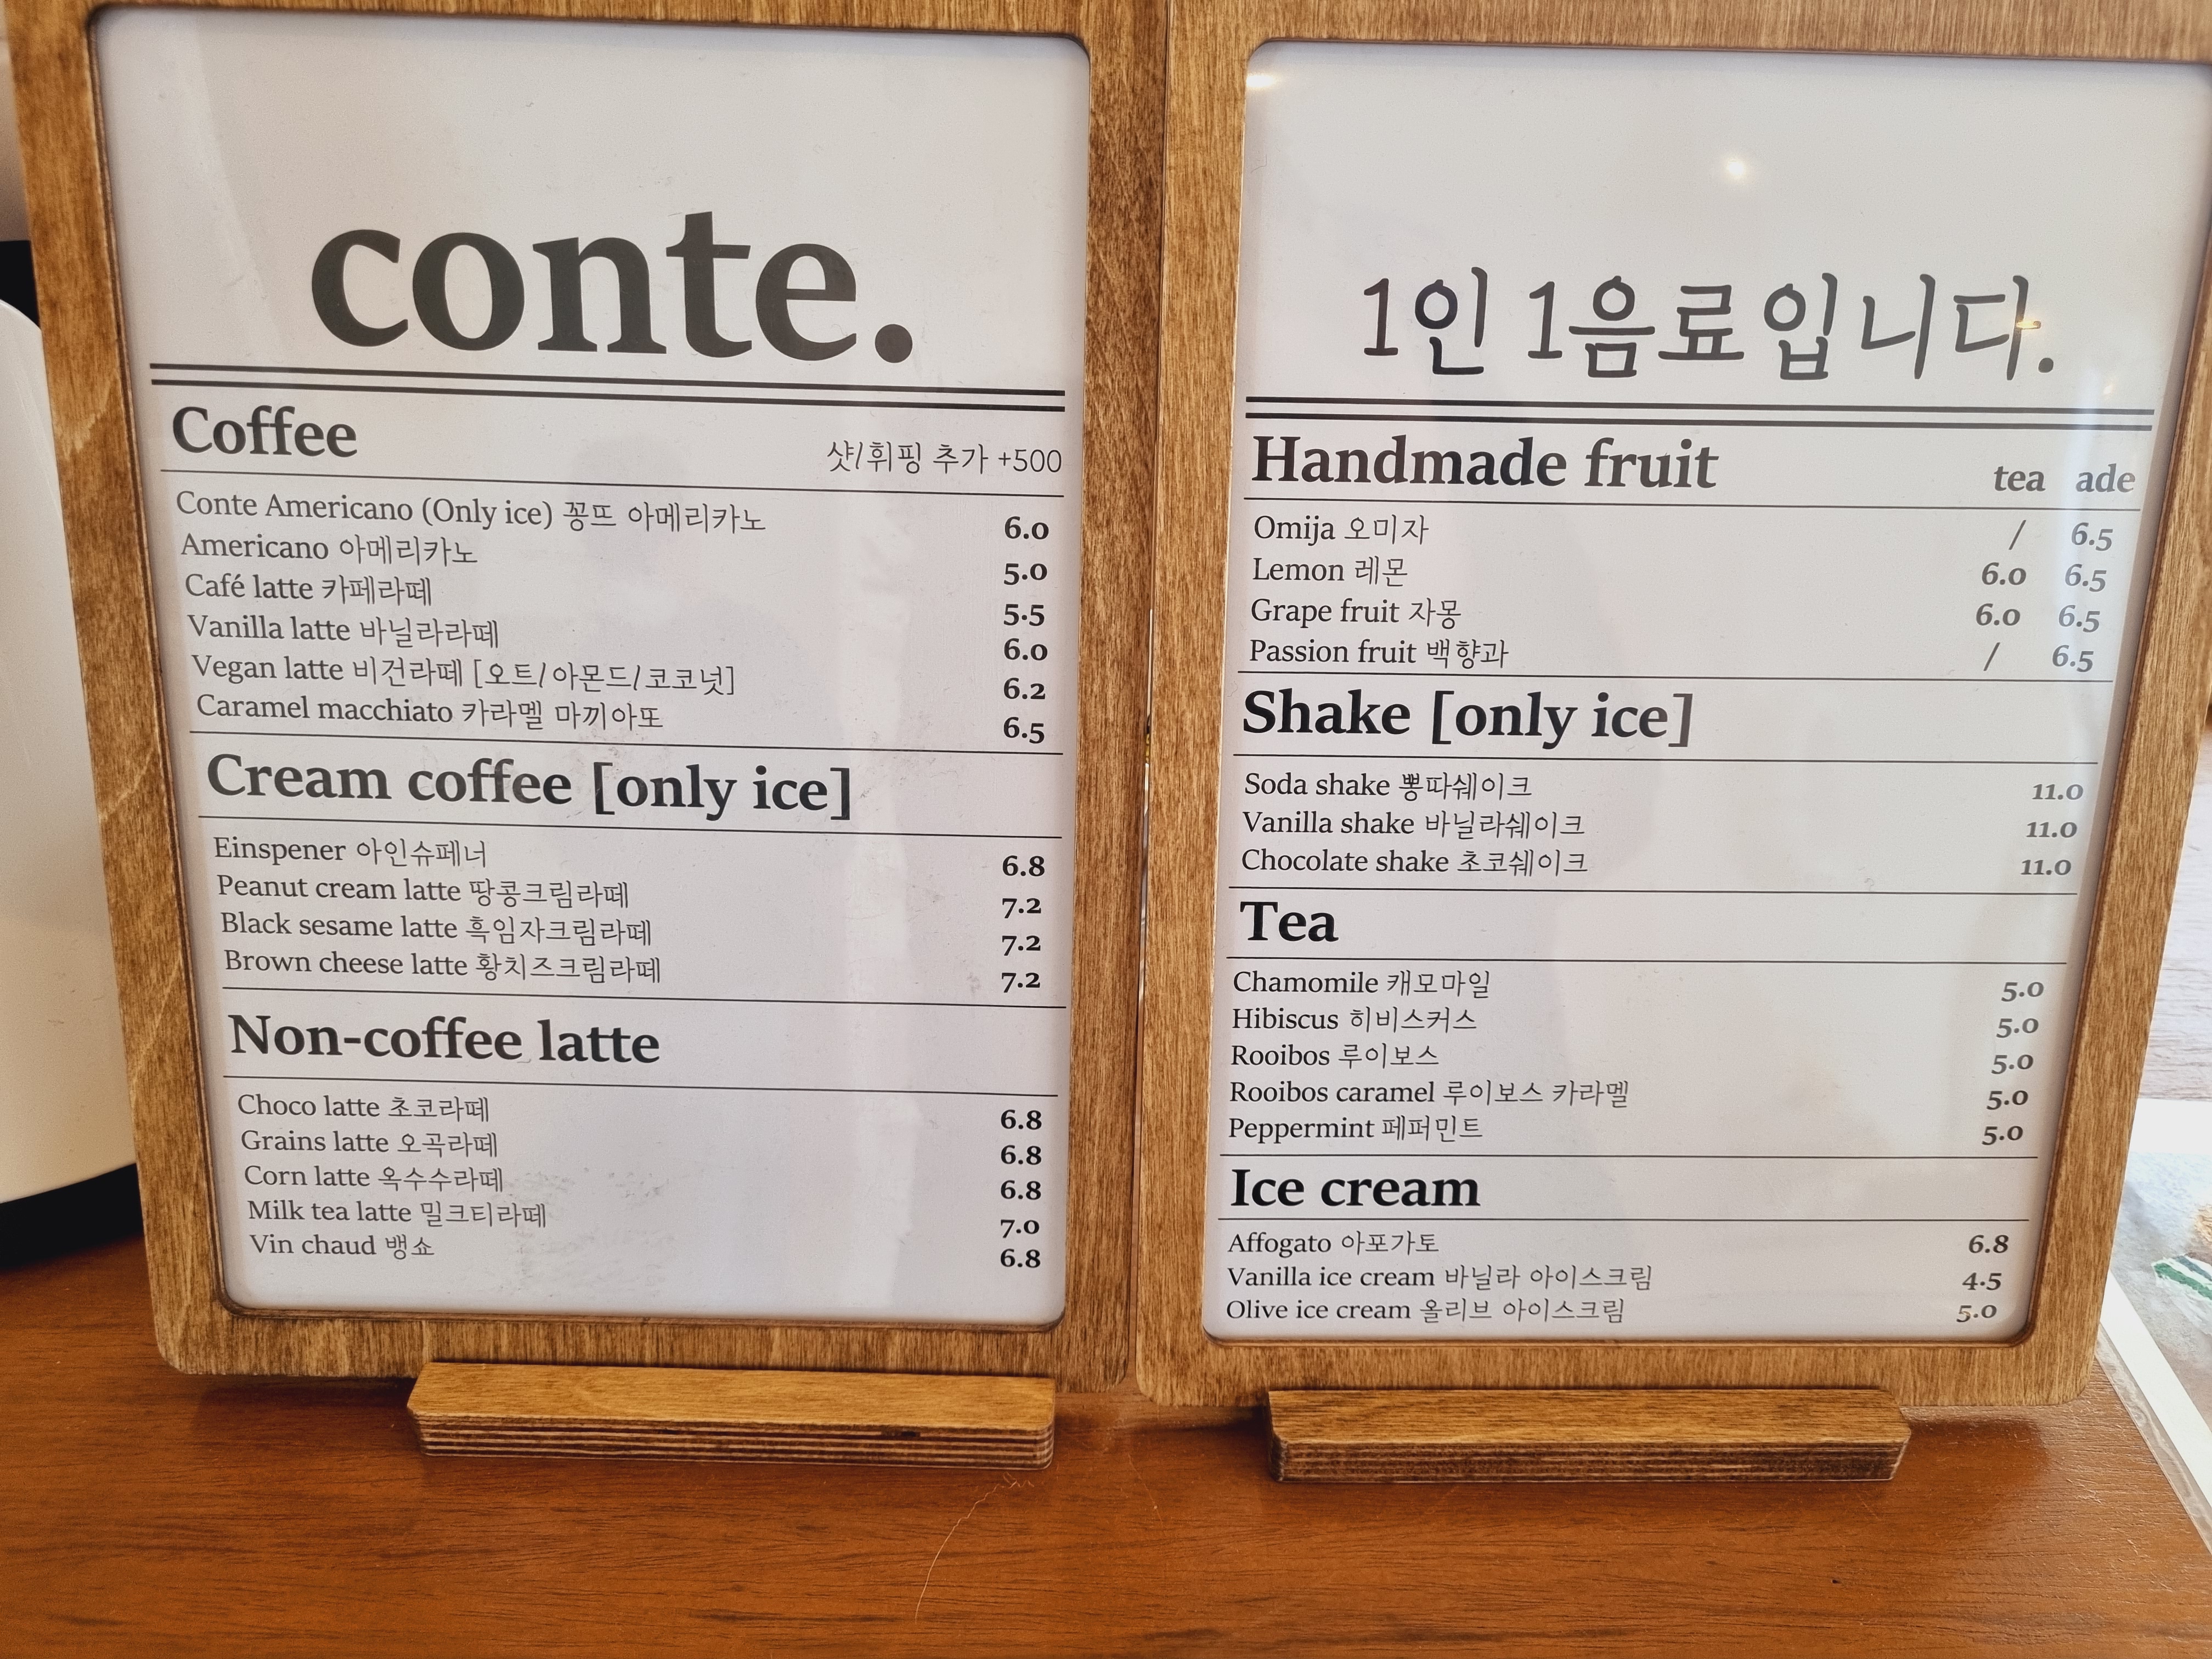 conte.
Coffee 샷/휘핑 추가 +500
Conte Americano (Only ice) 꽁뜨 아메리카노 6.0
Americano 아메리카노 5.0
Café latte 카페라떼 5.5
Vanilla latte 바닐라라떼 6.0
Vegan latte 비건라떼 [오트/아몬드/코코넛] 6.2
Caramel macchiato 카라멜 마끼아또 6.5
Cream coffee [only ice]
Einspener 아인슈페너 6.8
Peanut cream latte 땅콩크림라떼 7.2
Black sesame latte 흑임자크림라떼 7.2
Brown cheese latte 황치즈크림라떼 7.2
Non-coffee latte
Choco latte 초코라떼 6.8
Grains latte 오곡라떼 6.8
Corn latte 옥수수라떼 6.8
Milk tea latte 밀크티라떼 7.0
Vin chaud 뱅쇼 6.8
1인 1음료입니다.
Handmade fruit tea ade
Omija 오미자 / 6.5
Lemon 레몬 6.0 6.5
Grape fruit 자몽 6.0 6.5
Passion fruit 백향과 / 6.5
Shake [only ice]
Soda shake 뽕따쉐이크 11.0
Vanilla shake 바닐라쉐이크 11.0
Chocolate shake 초코쉐이크 11.0
Tea
Chamomile 캐모마일 5.0
Hibiscus 히비스커스 5.0
Rooibos 루이보스 5.0
Rooibos caramel 루이보스 카라멜 5.0
Peppermint 페퍼민트 5.0
Ice cream
Affogato 아포가토 6.8
Vanilla ice cream 바닐라 아이스크림 4.5
Olive ice cream 올리브 아이스크림 5.0